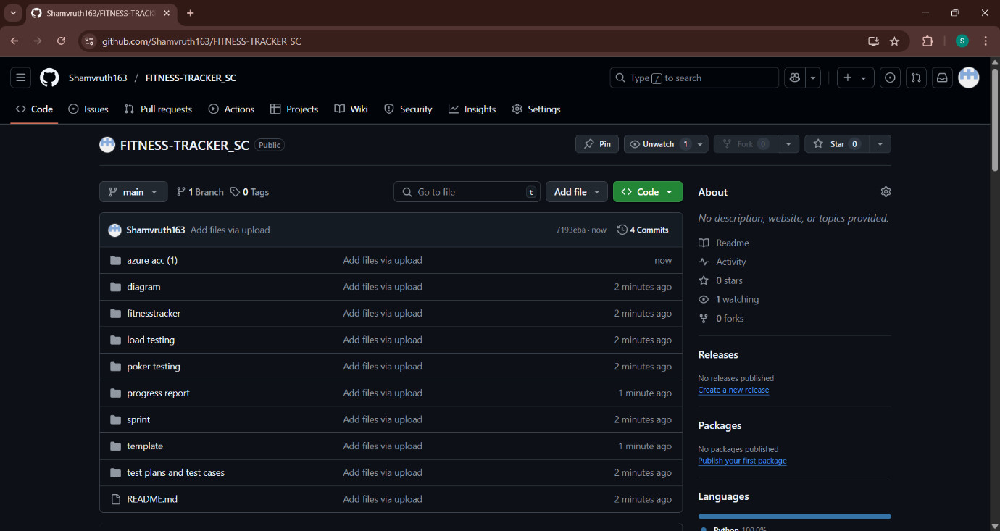 Shamvruth163/FITNESS-TRACK
github.com/Shamvruth163/FITNESS-TRACKER_SC
S
Shamvruth163 / FITNESS-TRACKER_SC
Type / to search
Code Issues Pull requests Actions Projects Wiki Security Insights Settings
FITNESS-TRACKER_SC Public
Pin Unwatch 1 Fork 0 Star 0
main 1 Branch 0 Tags Go to file t Add file Code
Shamvruth163 Add files via upload 7193eba · now 4 Commits
azure acc (1) Add files via upload now
diagram Add files via upload 2 minutes ago
fitnesstracker Add files via upload 2 minutes ago
load testing Add files via upload 2 minutes ago
poker testing Add files via upload 2 minutes ago
progress report Add files via upload 1 minute ago
sprint Add files via upload 2 minutes ago
template Add files via upload 1 minute ago
test plans and test cases Add files via upload 2 minutes ago
README.md Add files via upload 2 minutes ago
About
No description, website, or topics provided.
Readme
Activity
0 stars
1 watching
0 forks
Releases
No releases published
Create a new release
Packages
No packages published
Publish your first package
Languages
Python 100.0%